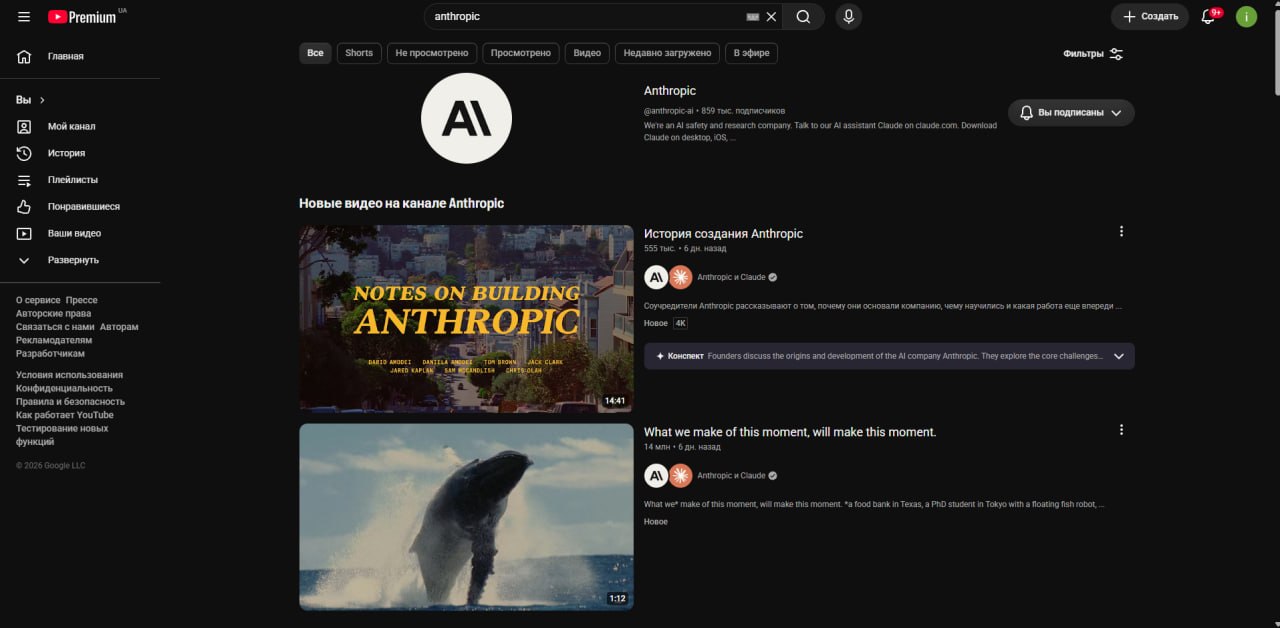 Premium UA
anthropic
Создать
9+
i
Главная
Вы
Мой канал
История
Плейлисты
Понравившиеся
Ваши видео
Развернуть
О сервисе Прессе
Авторские права
Связаться с нами Авторам
Рекламодателям
Разработчикам
Условия использования
Конфиденциальность
Правила и безопасность
Как работает YouTube
Тестирование новых
функций
© 2026 Google LLC
Все
Shorts
Не просмотрено
Просмотрено
Видео
Недавно загружено
В эфире
Фильтры
AI
Anthropic
@anthropic-ai • 859 тыс. подписчиков
We're an AI safety and research company. Talk to our AI assistant Claude on claude.com. Download
Claude on desktop, iOS, ...
Вы подписаны
Новые видео на канале Anthropic
NOTES ON BUILDING
ANTHROPIC
DARIO AMODEI DANIELA AMODEI TOM BROWN JACK CLARK
JARED KAPLAN SAM MCCANDLISH CHRIS OLAH
14:41
История создания Anthropic
555 тыс. • 6 дн. назад
AI
Anthropic и Claude
Соучредители Anthropic рассказывают о том, почему они основали компанию, чему научились и какая работа еще впереди ...
Новое 4K
Конспект Founders discuss the origins and development of the AI company Anthropic. They explore the core challenges...
1:12
What we make of this moment, will make this moment.
14 млн • 6 дн. назад
AI
Anthropic и Claude
What we* make of this moment, will make this moment. *a food bank in Texas, a PhD student in Tokyo with a floating fish robot, ...
Новое